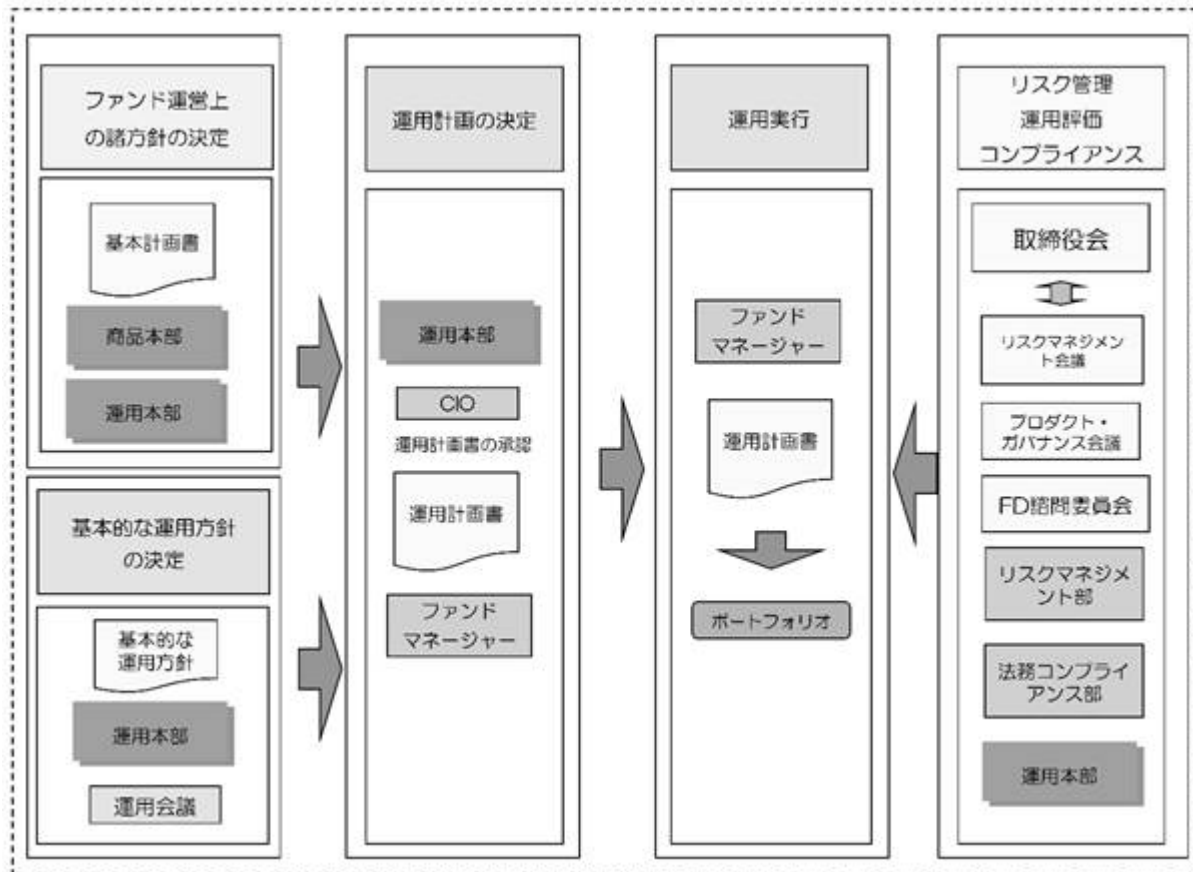 ファンド運営上
の諸方針の決定
基本計画書
商品本部
運用本部
基本的な運用方針
の決定
基本的な
運用方針
運用本部
運用会議
運用計画の決定
運用本部
CIO
運用計画書の承認
運用計画書
ファンド
マネージャー
運用実行
ファンド
マネージャー
運用計画書
ポートフォリオ
リスク管理
運用評価
コンプライアンス
取締役会
リスクマネジメン
ト会議
プロダクト・
ガバナンス会議
FD諮問委員会
リスクマネジメ
ント部
法務コンプライ
アンス部
運用本部